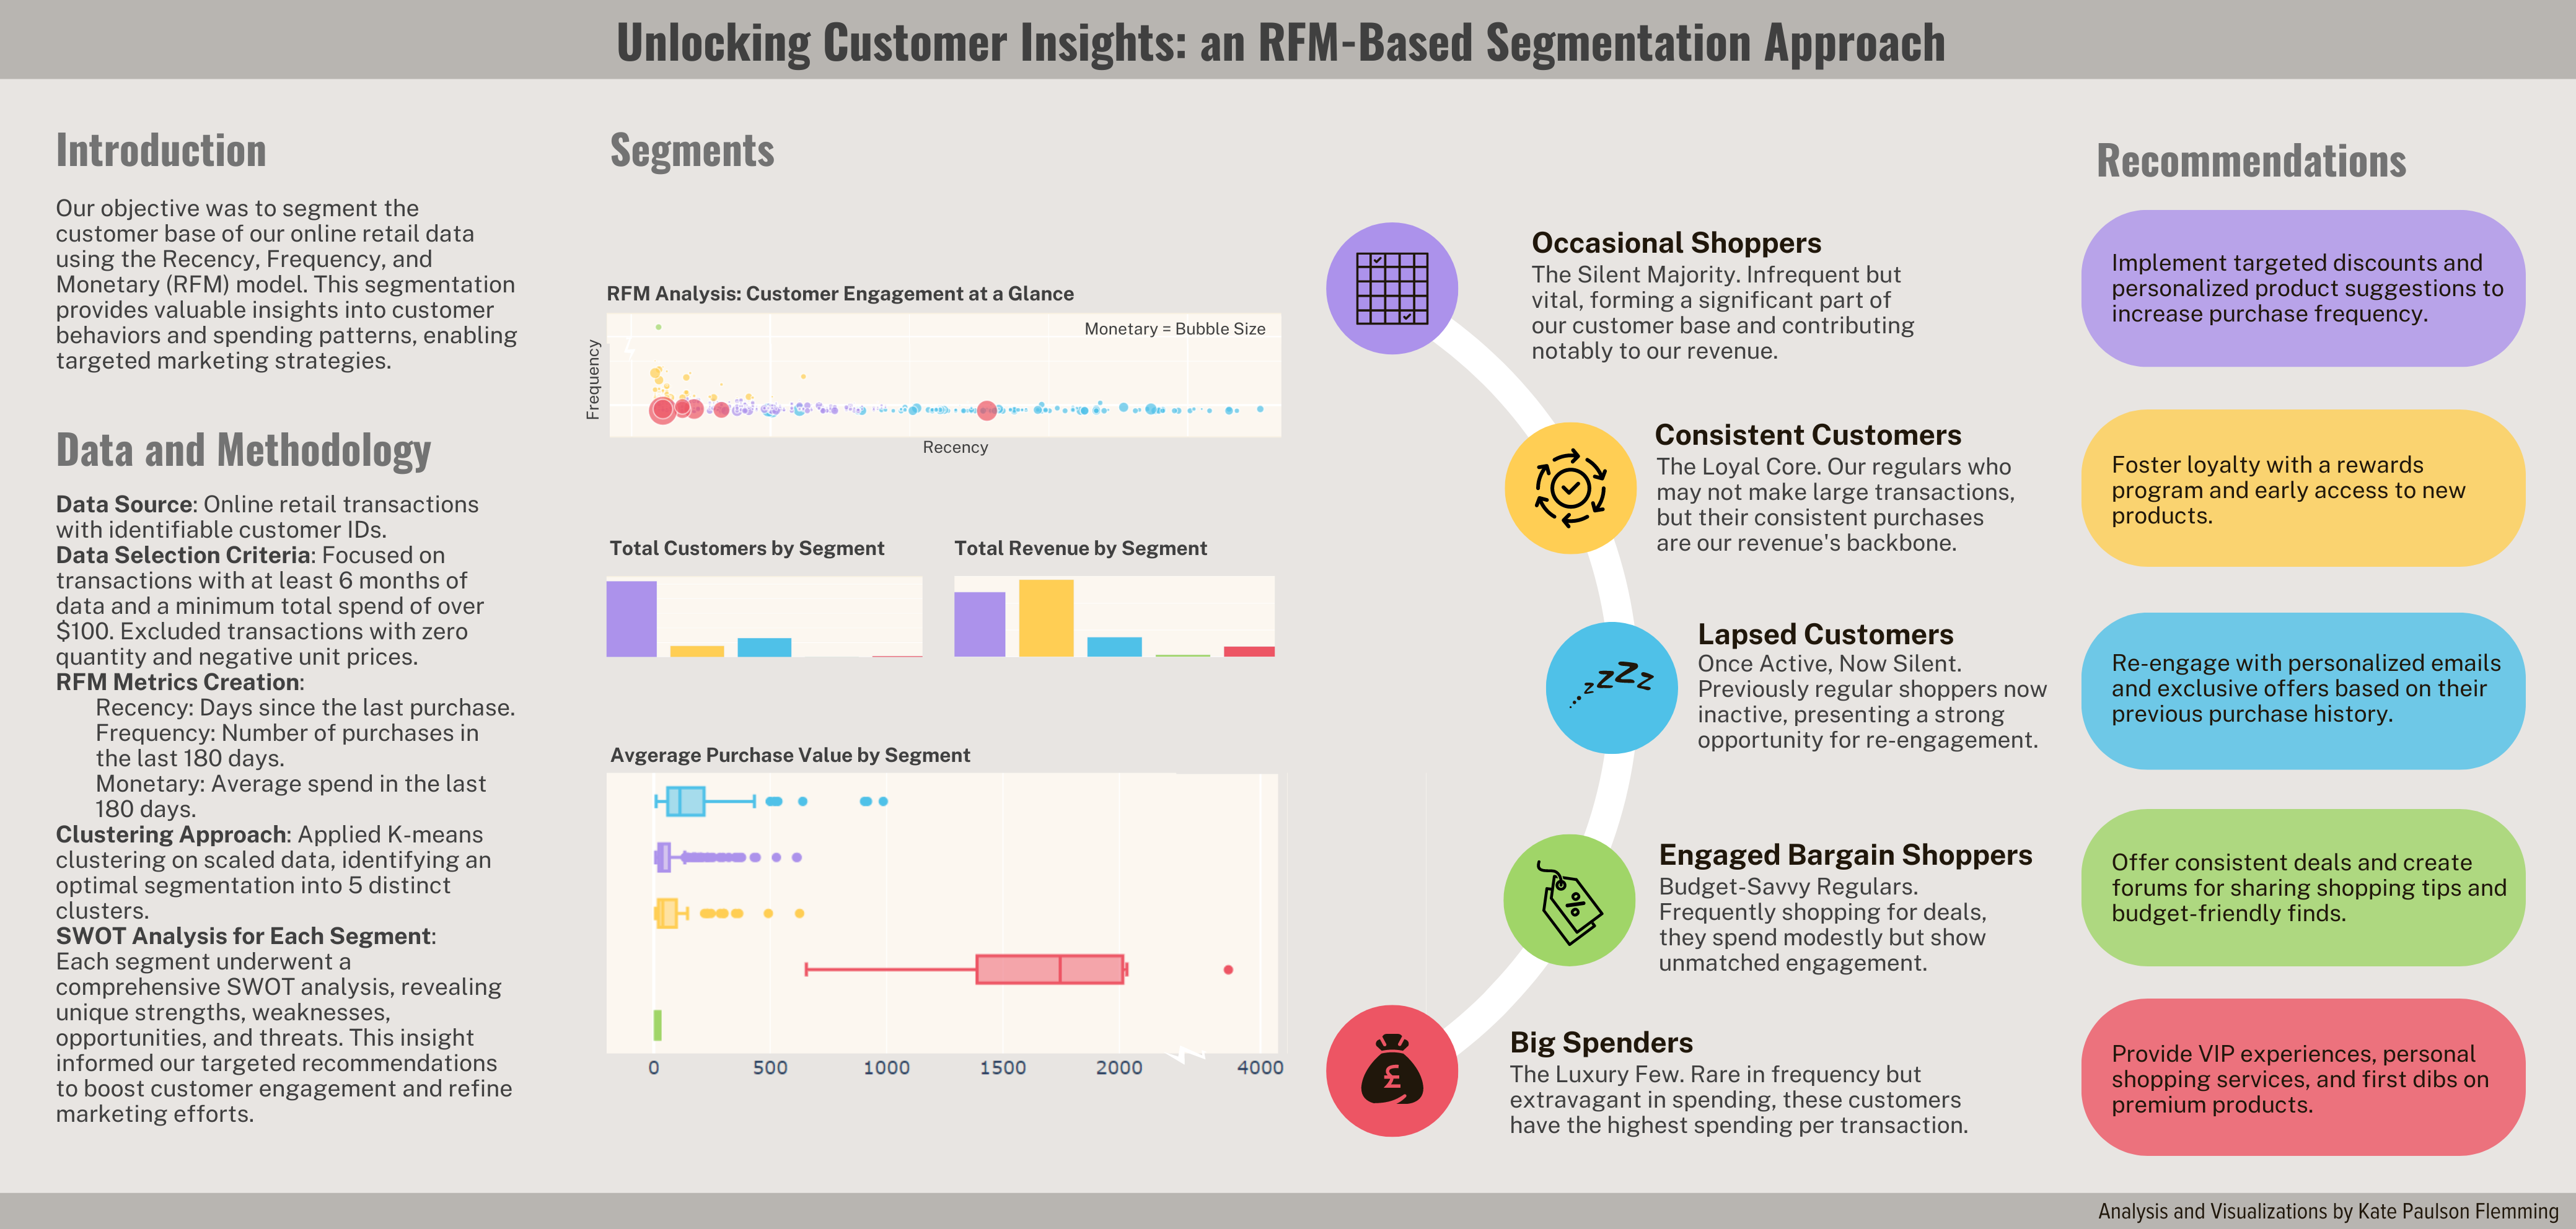 Unlocking Customer Insights: an RFM-Based Segmentation Approach
Introduction
Our objective was to segment the
customer base of our online retail data
using the Recency, Frequency, and
Monetary (RFM) model. This segmentation
provides valuable insights into customer
behaviors and spending patterns, enabling
targeted marketing strategies.
Data and Methodology
Data Source: Online retail transactions
with identifiable customer IDs.
Data Selection Criteria: Focused on
transactions with at least 6 months of
data and a minimum total spend of over
$100. Excluded transactions with zero
quantity and negative unit prices.
RFM Metrics Creation:
Recency: Days since the last purchase.
Frequency: Number of purchases in
the last 180 days.
Monetary: Average spend in the last
180 days.
Clustering Approach: Applied K-means
clustering on scaled data, identifying an
optimal segmentation into 5 distinct
clusters.
SWOT Analysis for Each Segment:
Each segment underwent a
comprehensive SWOT analysis, revealing
unique strengths, weaknesses,
opportunities, and threats. This insight
informed our targeted recommendations
to boost customer engagement and refine
marketing efforts.
Segments
RFM Analysis: Customer Engagement at a Glance
Monetary = Bubble Size
Frequency
Recency
Total Customers by Segment
Total Revenue by Segment
Avgerage Purchase Value by Segment
0 500 1000 1500 2000 4000
Occasional Shoppers
The Silent Majority. Infrequent but
vital, forming a significant part of
our customer base and contributing
notably to our revenue.
Consistent Customers
The Loyal Core. Our regulars who
may not make large transactions,
but their consistent purchases
are our revenue's backbone.
zzZZz
Lapsed Customers
Once Active, Now Silent.
Previously regular shoppers now
inactive, presenting a strong
opportunity for re-engagement.
%
Engaged Bargain Shoppers
Budget-Savvy Regulars.
Frequently shopping for deals,
they spend modestly but show
unmatched engagement.
£
Big Spenders
The Luxury Few. Rare in frequency but
extravagant in spending, these customers
have the highest spending per transaction.
Recommendations
Implement targeted discounts and
personalized product suggestions to
increase purchase frequency.
Foster loyalty with a rewards
program and early access to new
products.
Re-engage with personalized emails
and exclusive offers based on their
previous purchase history.
Offer consistent deals and create
forums for sharing shopping tips and
budget-friendly finds.
Provide VIP experiences, personal
shopping services, and first dibs on
premium products.
Analysis and Visualizations by Kate Paulson Flemming